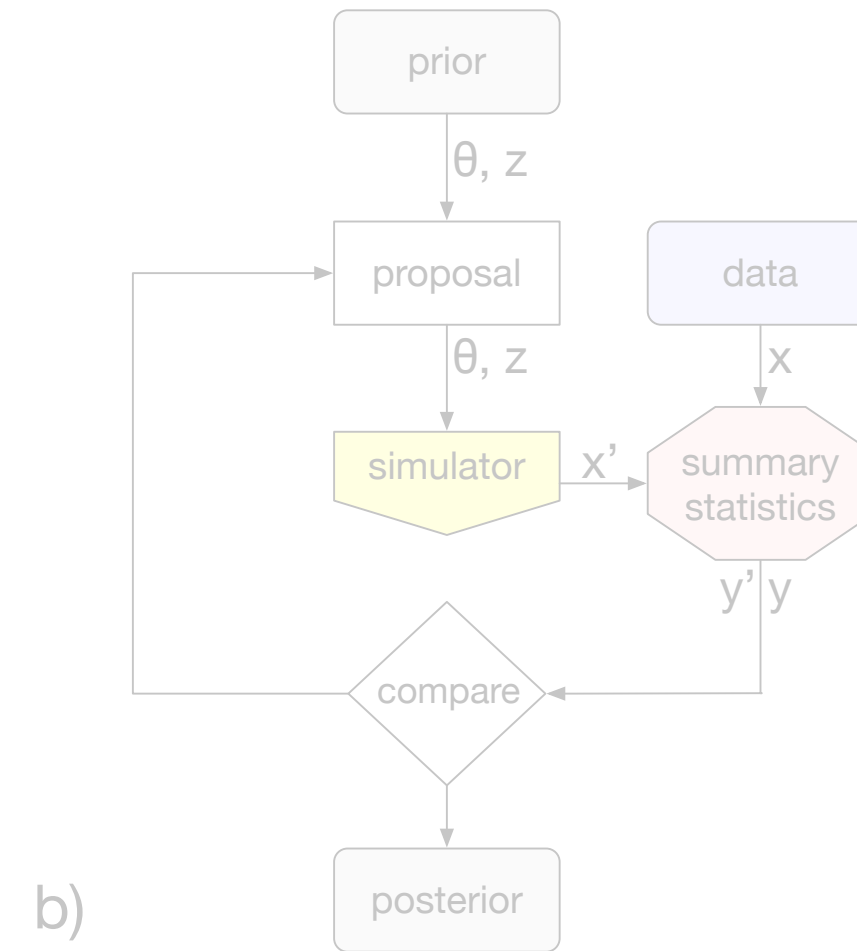 prior
θ, z
proposal
data
θ, z
x
simulator
x’
summary
statistics
y’ y
compare
posterior
b)